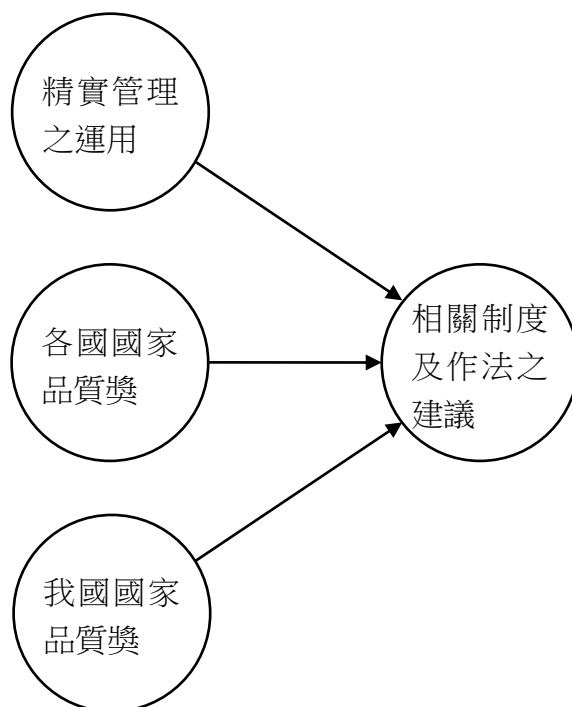 精實管理
之運用
各國國家
品質獎
相關制度
及作法之
建議
我國國家
品質獎